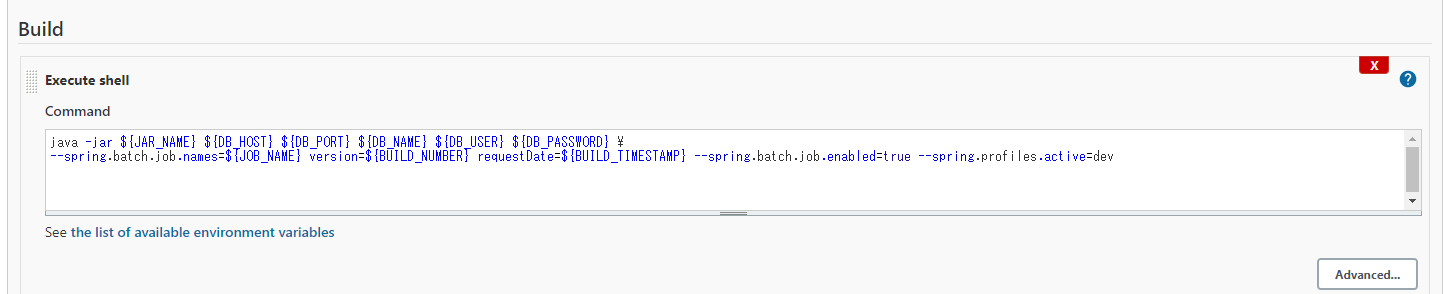 Build
Execute shell
X
?
Command
java -jar ${JAR_NAME} ${DB_HOST} ${DB_PORT} ${DB_NAME} ${DB_USER} ${DB_PASSWORD} ¥
--spring.batch.job.names=${JOB_NAME} version=${BUILD_NUMBER} requestDate=${BUILD_TIMESTAMP} --spring.batch.job.enabled=true --spring.profiles.active=dev
See the list of available environment variables
Advanced...